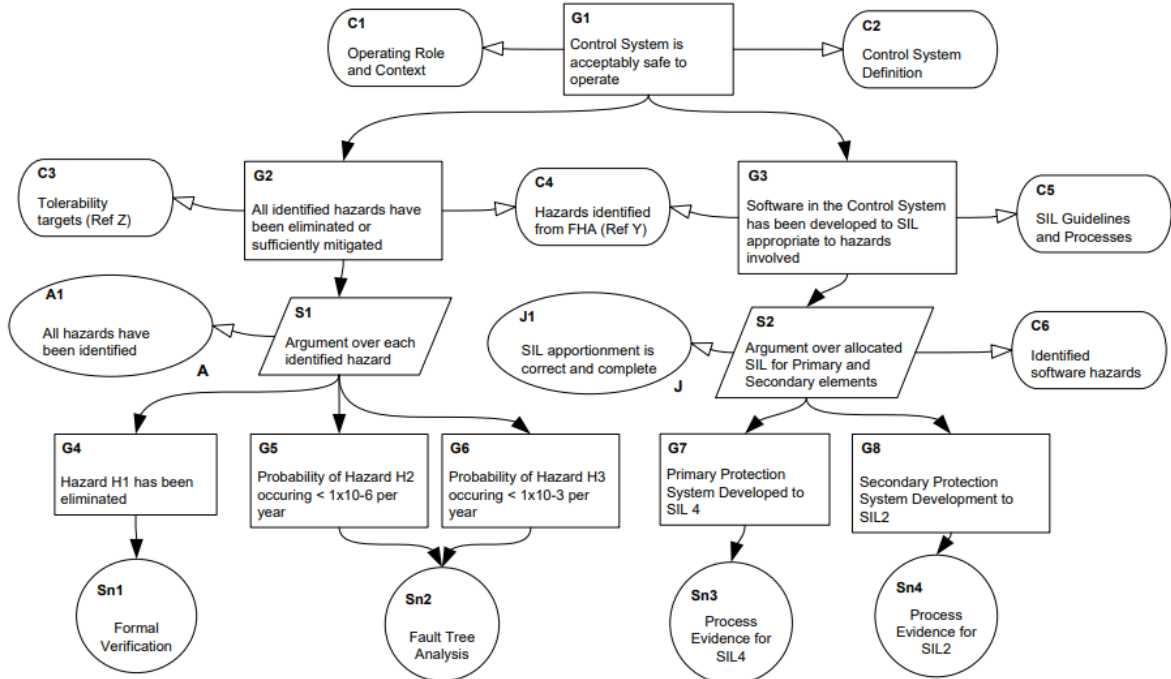 C1
Operating Role
and Context
G1
Control System is
acceptably safe to
operate
C2
Control System
Definition
C3
Tolerability
targets (Ref Z)
G2
All identified hazards have
been eliminated or
sufficiently mitigated
C4
Hazards identified
from FHA (Ref Y)
G3
Software in the Control System
has been developed to SIL
appropriate to hazards
involved
C5
SIL Guidelines
and Processes
A1
All hazards have
been identified
A
S1
Argument over each
identified hazard
J1
SIL apportionment is
correct and complete
J
S2
Argument over allocated
SIL for Primary and
Secondary elements
C6
Identified
software hazards
G4
Hazard H1 has been
eliminated
G5
Probability of Hazard H2
occuring < 1x10-6 per
year
G6
Probability of Hazard H3
occuring < 1x10-3 per
year
G7
Primary Protection
System Developed to
SIL 4
G8
Secondary Protection
System Development to
SIL2
Sn1
Formal
Verification
Sn2
Fault Tree
Analysis
Sn3
Process
Evidence for
SIL4
Sn4
Process
Evidence for
SIL2